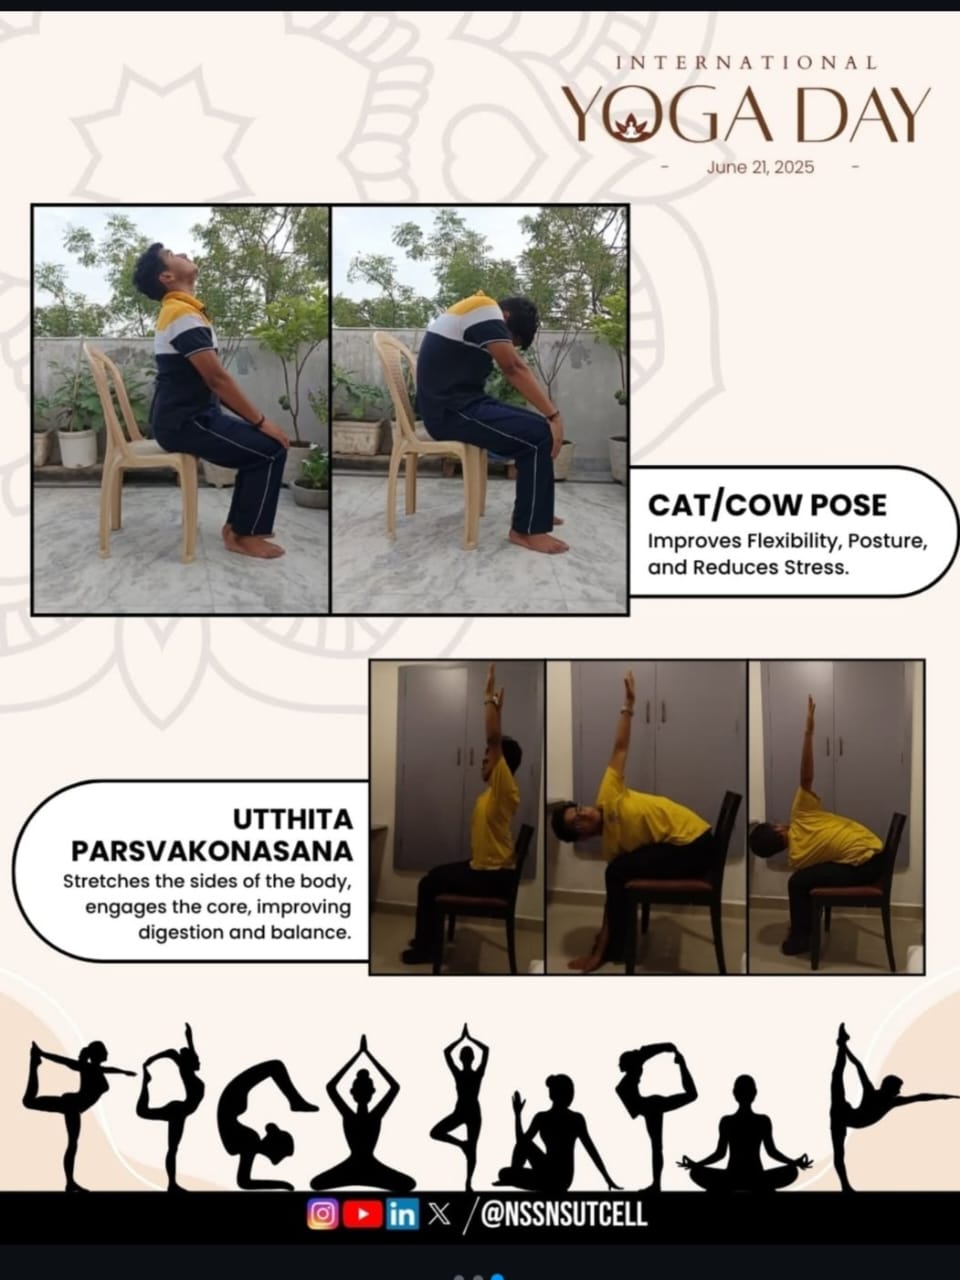 INTERNATIONAL
YOGA DAY
- June 21, 2025 -
CAT/COW POSE
Improves Flexibility, Posture,
and Reduces Stress.
UTTHITA
PARSVAKONASANA
Stretches the sides of the body,
engages the core, improving
digestion and balance.
/@NSSNSUTCELL